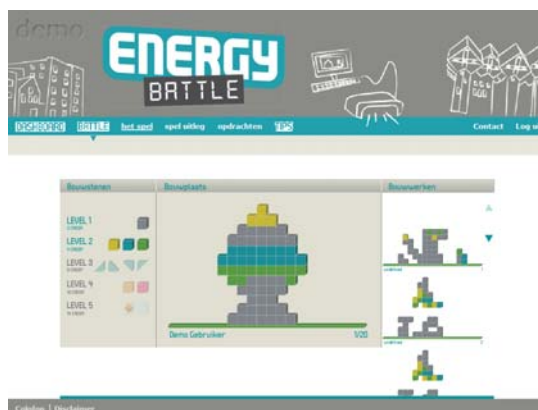 demo
ENERGY
BATTLE
DASHBOARD BATTLE het spel spel uitleg opdrachten TIPS Contact Log
Bouwstenen Bouwplaats Bouwwerken
LEVEL 1
LEVEL 2
LEVEL 3
LEVEL 4
LEVEL 5
Demo Gebruiker 1/20
Colofon | Disclaimer